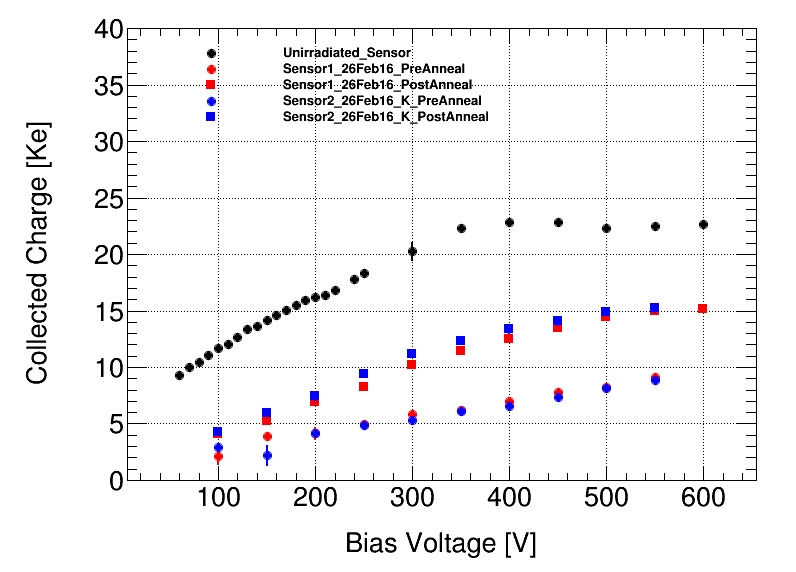 40
Unirradiated_Sensor
Sensor1_26Feb16_PreAnneal
35
Sensor1_26Feb16_PostAnneal
Sensor2_26Feb16_K_PreAnneal
Sensor2_26Feb16_K_PostAnneal
30
25
20
15
10
5
0
Collected Charge [Ke]
100 200 300 400 500 600
Bias Voltage [V]